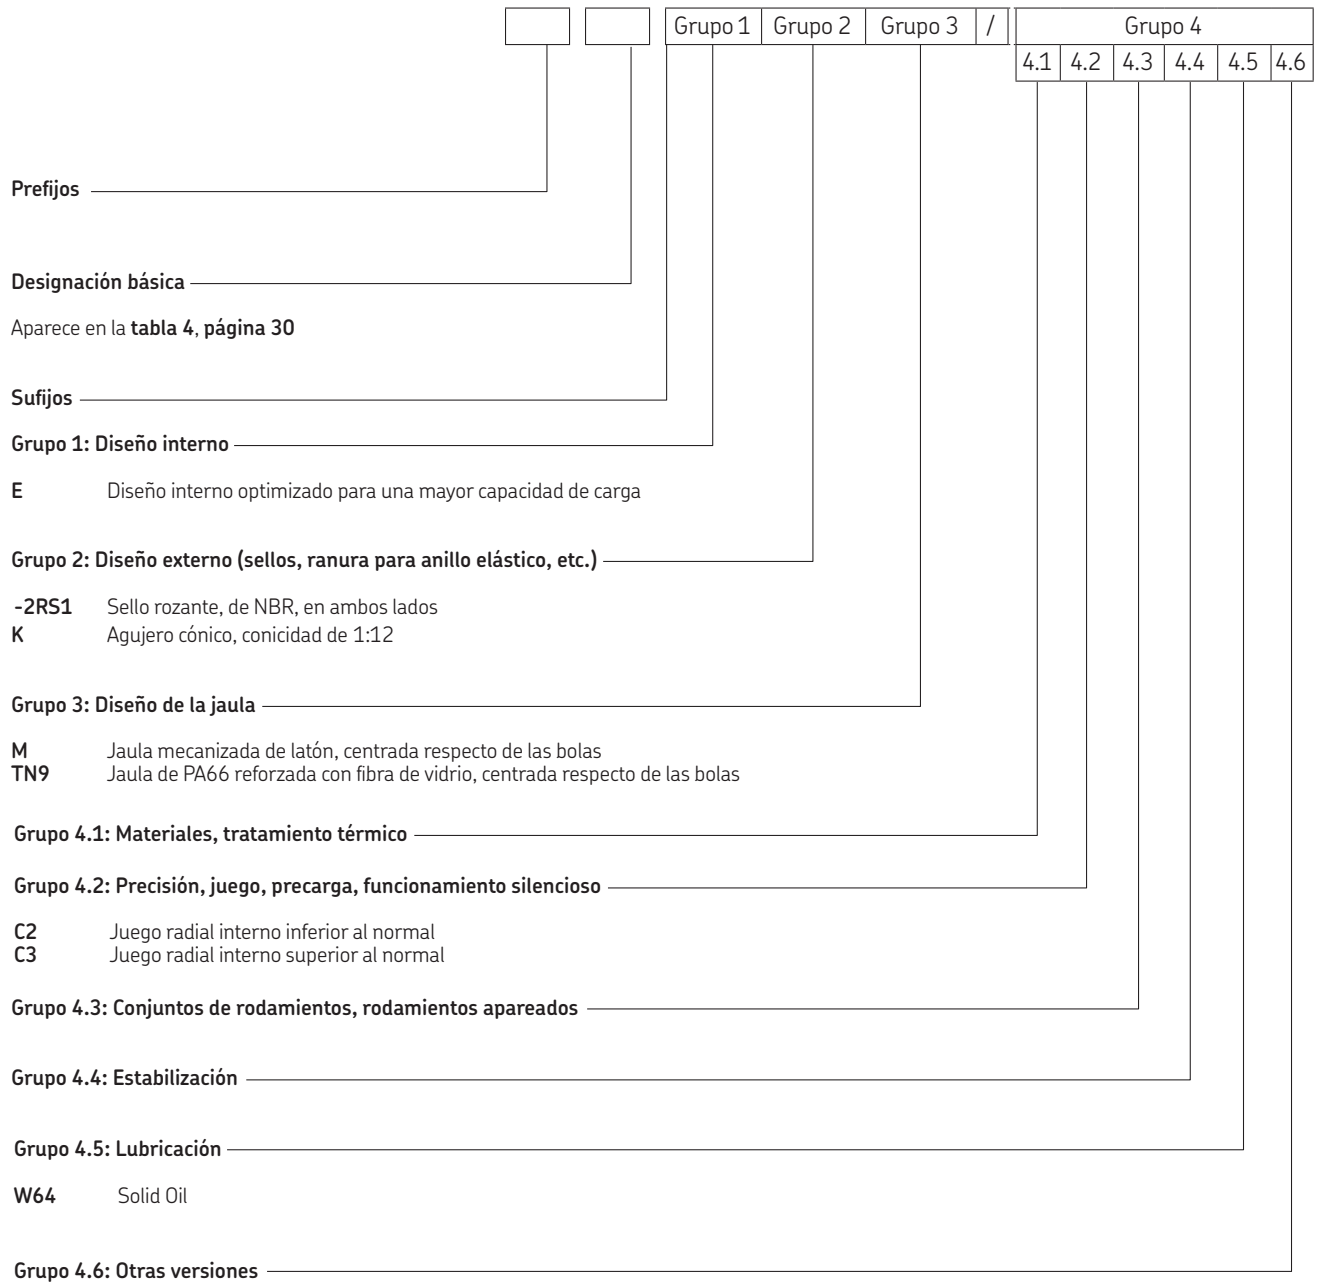 Grupo 1 Grupo 2 Grupo 3 / Grupo 4
4.1 4.2 4.3 4.4 4.5 4.6
Prefijos
Designación básica
Aparece en la tabla 4, página 30
Sufijos
Grupo 1: Diseño interno
E Diseño interno optimizado para una mayor capacidad de carga
Grupo 2: Diseño externo (sellos, ranura para anillo elástico, etc.)
-2RS1 Sello rozante, de NBR, en ambos lados
K Agujero cónico, conicidad de 1:12
Grupo 3: Diseño de la jaula
M Jaula mecanizada de latón, centrada respecto de las bolas
TN9 Jaula de PA66 reforzada con fibra de vidrio, centrada respecto de las bolas
Grupo 4.1: Materiales, tratamiento térmico
Grupo 4.2: Precisión, juego, precarga, funcionamiento silencioso
C2 Juego radial interno inferior al normal
C3 Juego radial interno superior al normal
Grupo 4.3: Conjuntos de rodamientos, rodamientos apareados
Grupo 4.4: Estabilización
Grupo 4.5: Lubricación
W64 Solid Oil
Grupo 4.6: Otras versiones